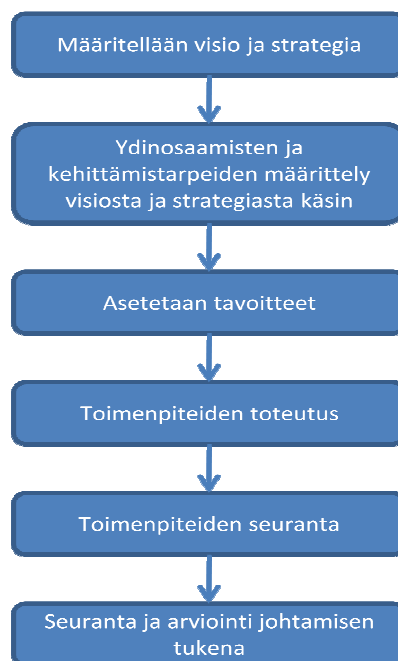 Määritellään visio ja strategia
Ydinosaamisten ja
kehittämistarpeiden määrittely
visiosta ja strategiasta käsin
Asetetaan tavoitteet
Toimenpiteiden toteutus
Toimenpiteiden seuranta
Seuranta ja arviointi johtamisen
tukena